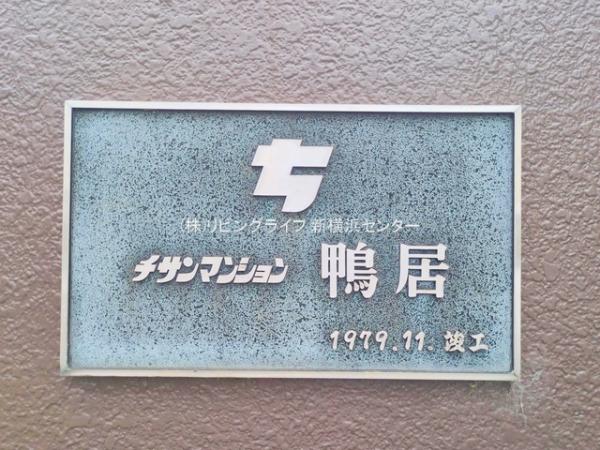 ち
(株)リビングライフ 新横浜センター
チサンマンション 鴨居
1979.11.竣工